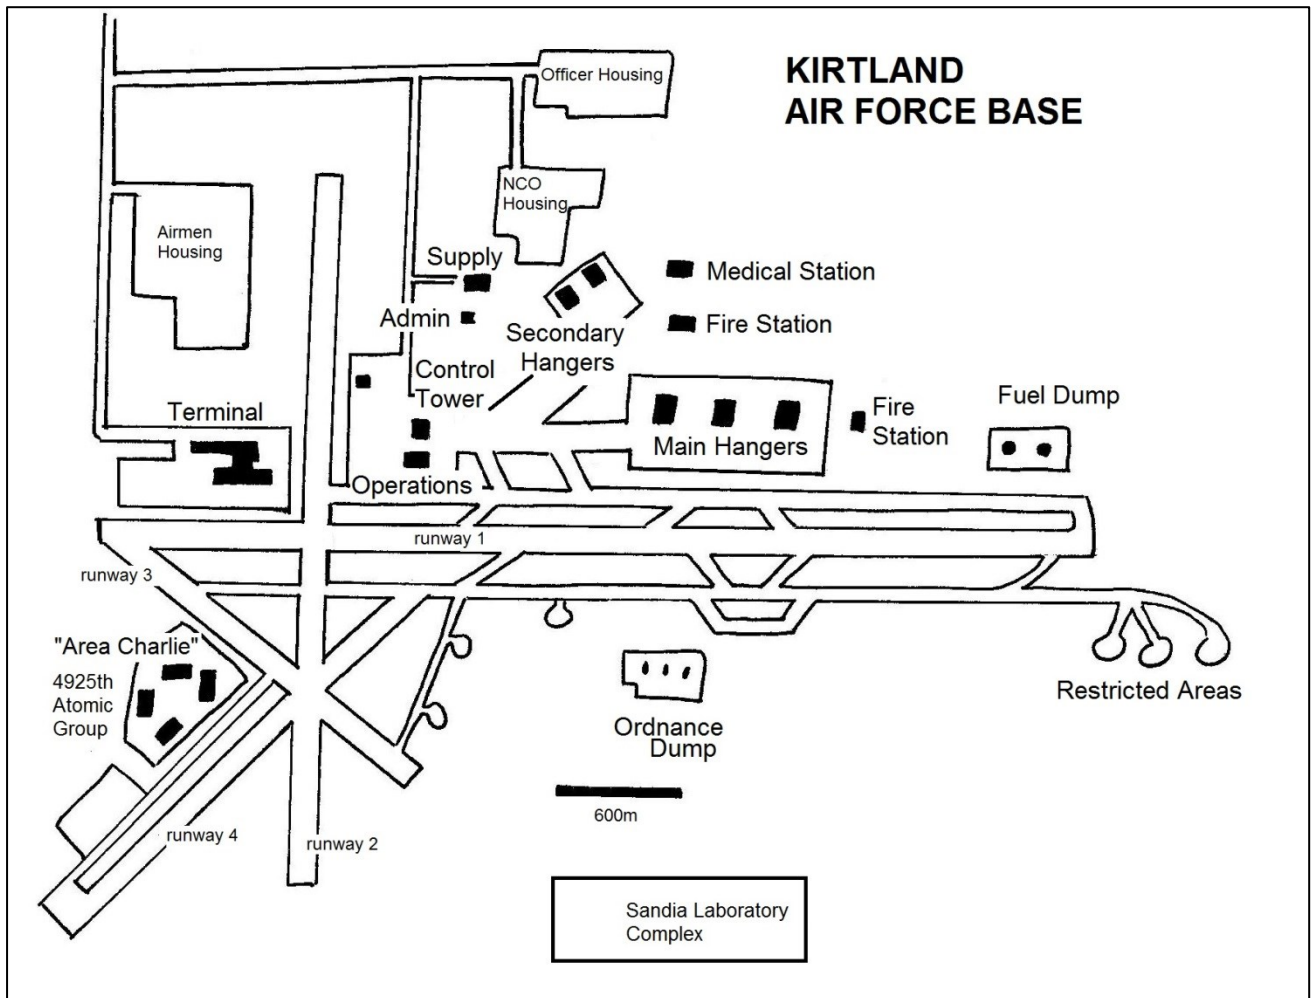 KIRTLAND
AIR FORCE BASE
Officer Housing
NCO
Housing
Airmen
Housing
Supply
Medical Station
Admin
Fire Station
Secondary
Hangers
Control
Tower
Terminal
Main Hangers
Fire
Station
Fuel Dump
Operations
runway 1
runway 3
"Area Charlie"
4925th
Atomic
Group
Restricted Areas
Ordnance
Dump
600m
runway 4
runway 2
Sandia Laboratory
Complex